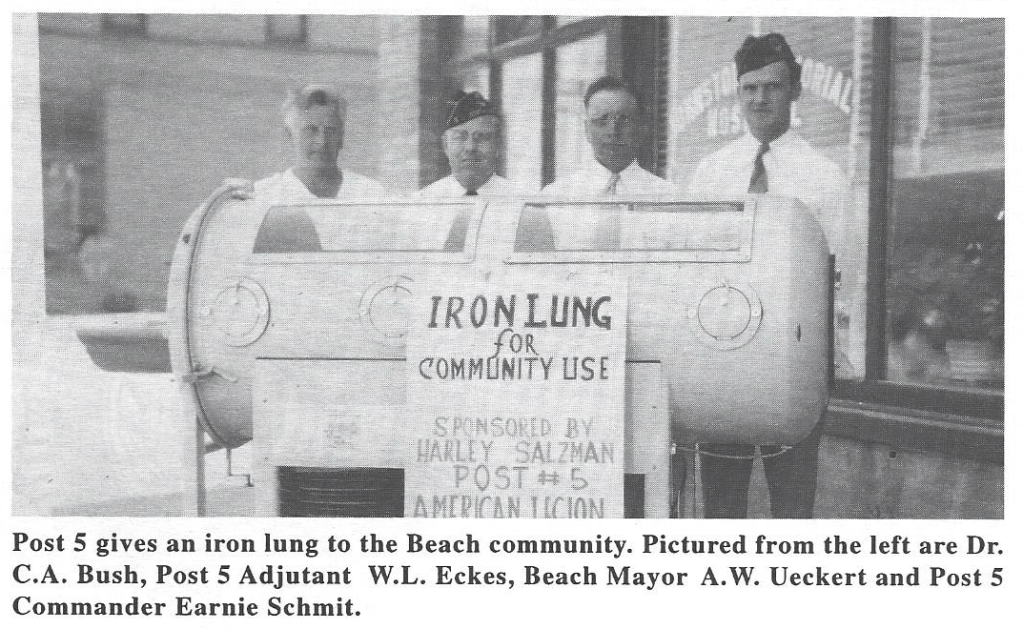 IRON LUNG
for
COMMUNITY USE
SPONSORED BY
HARLEY SALZMAN
POST #5
AMERICAN LEGION
Post 5 gives an iron lung to the Beach community. Pictured from the left are Dr.
C.A. Bush, Post 5 Adjutant W.L. Eckes, Beach Mayor A.W. Ueckert and Post 5
Commander Earnie Schmit.